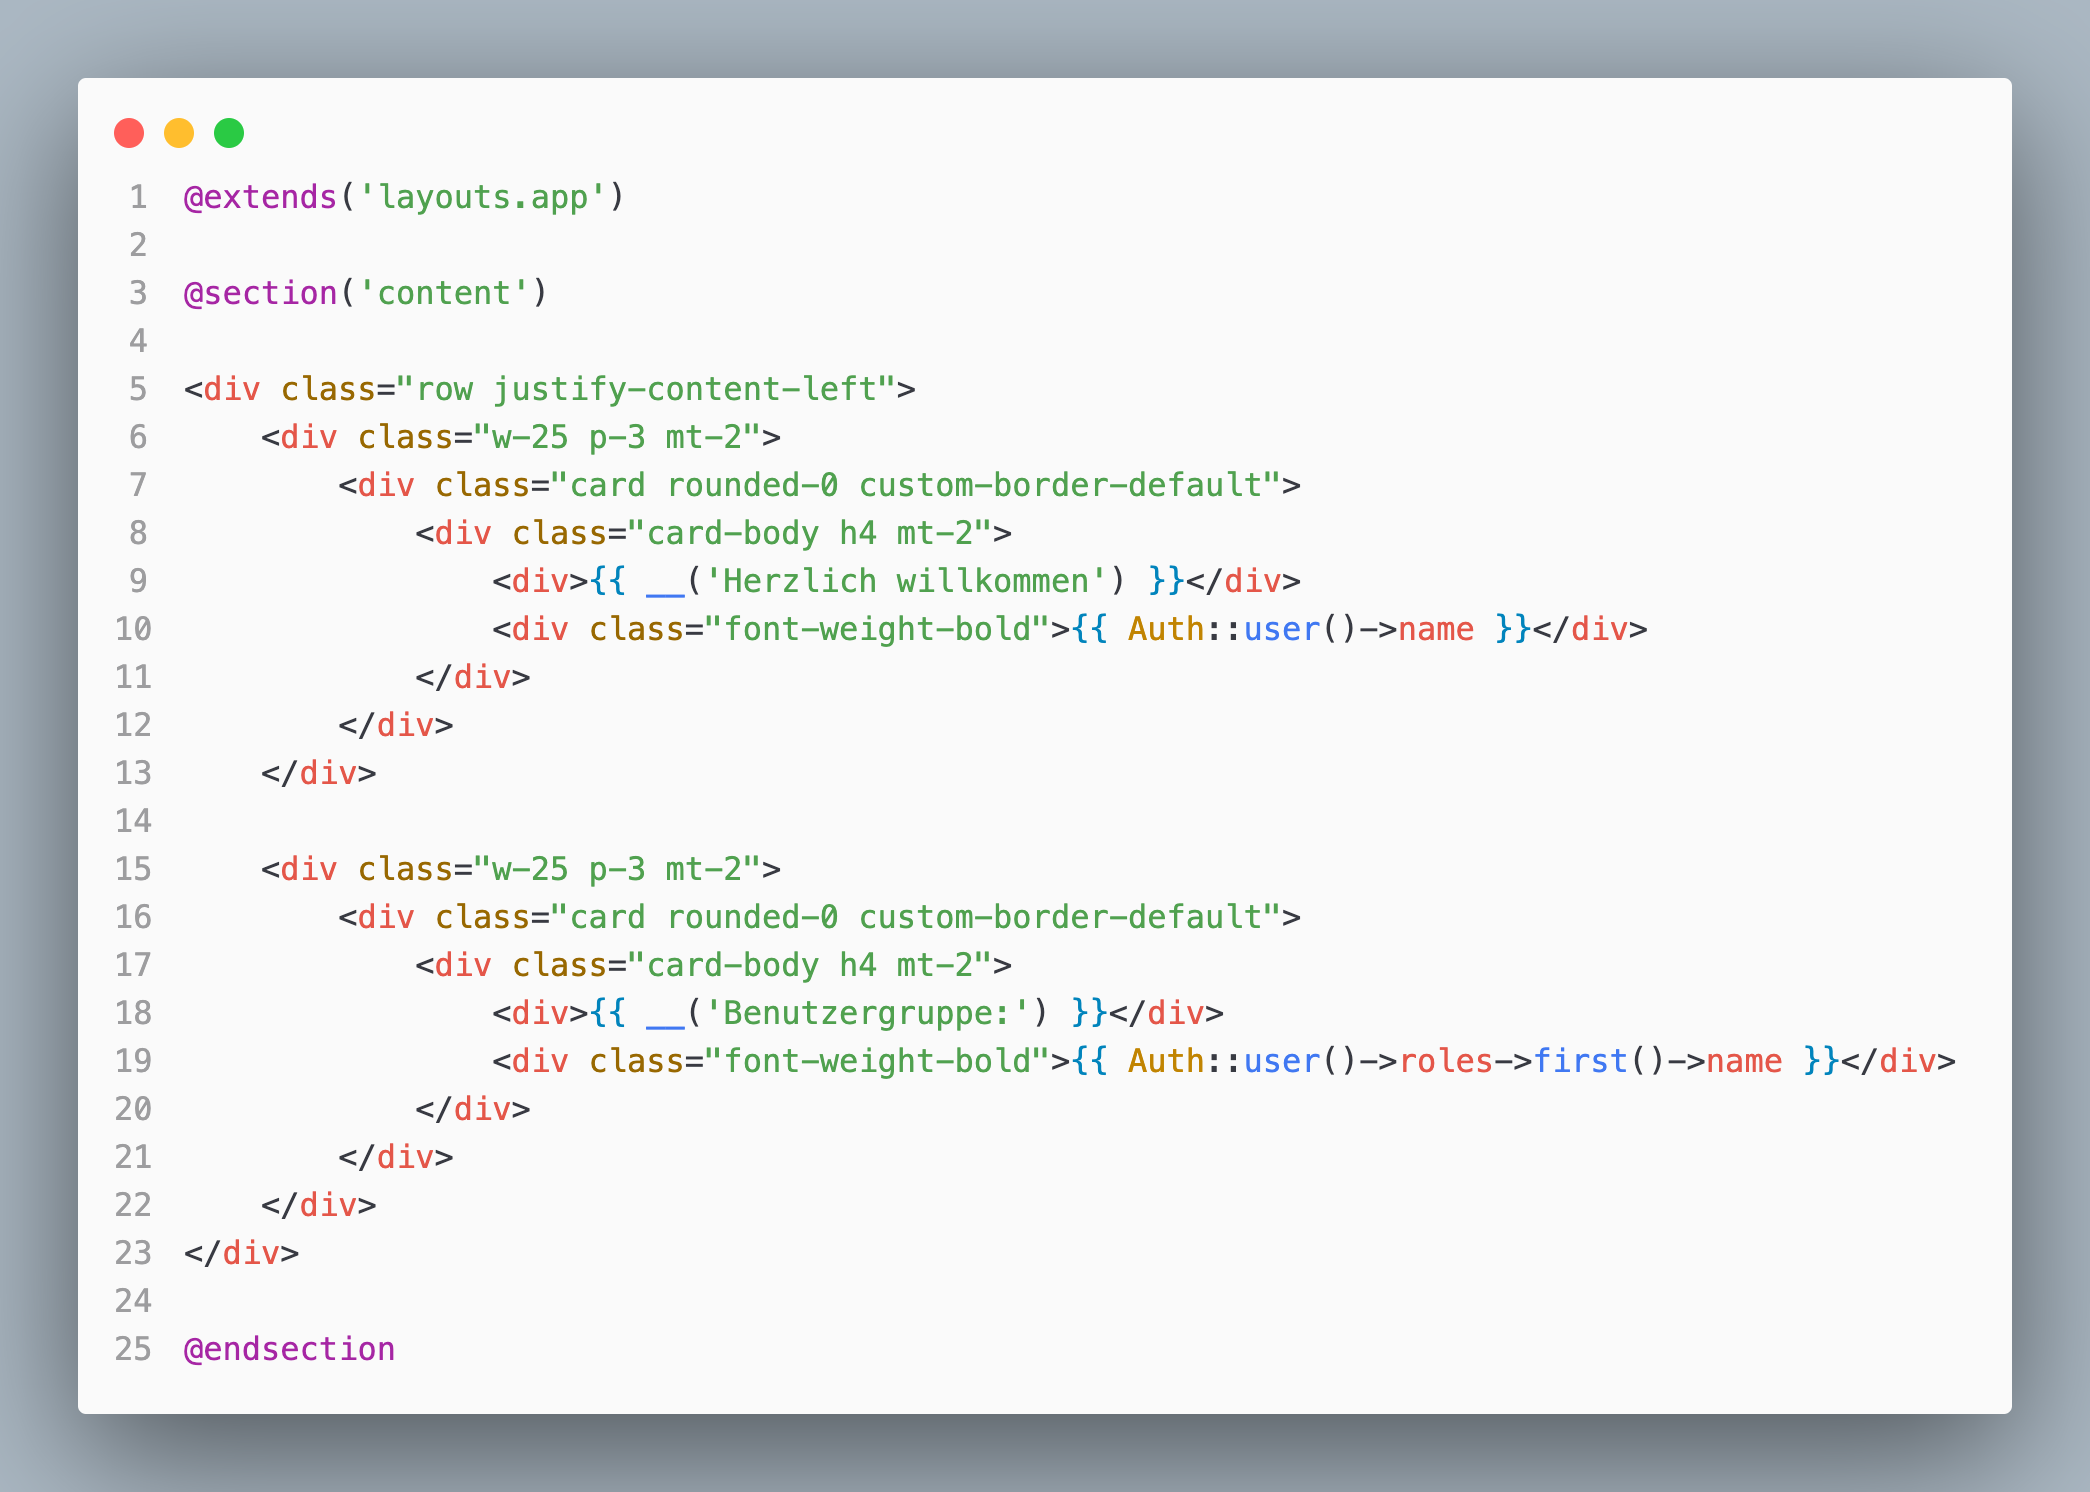 1 @extends('layouts.app')
2
3 @section('content')
4
5 <div class="row justify-content-left">
6     <div class="w-25 p-3 mt-2">
7         <div class="card rounded-0 custom-border-default">
8             <div class="card-body h4 mt-2">
9                 <div>{{ __('Herzlich willkommen') }}</div>
10                 <div class="font-weight-bold">{{ Auth::user()->name }}</div>
11             </div>
12         </div>
13     </div>
14
15     <div class="w-25 p-3 mt-2">
16         <div class="card rounded-0 custom-border-default">
17             <div class="card-body h4 mt-2">
18                 <div>{{ __('Benutzergruppe:') }}</div>
19                 <div class="font-weight-bold">{{ Auth::user()->roles->first()->name }}</div>
20             </div>
21         </div>
22     </div>
23 </div>
24
25 @endsection